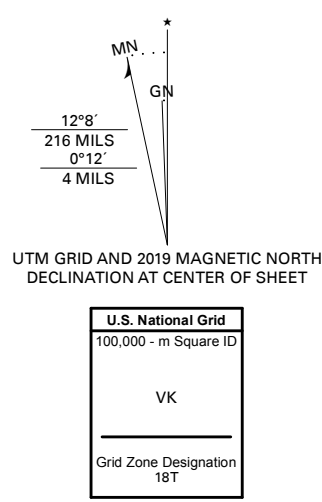 ★
MN
GN
12°8´
216 MILS
0°12´
4 MILS
UTM GRID AND 2019 MAGNETIC NORTH
DECLINATION AT CENTER OF SHEET
U.S. National Grid
100,000 - m Square ID
VK
Grid Zone Designation
18T